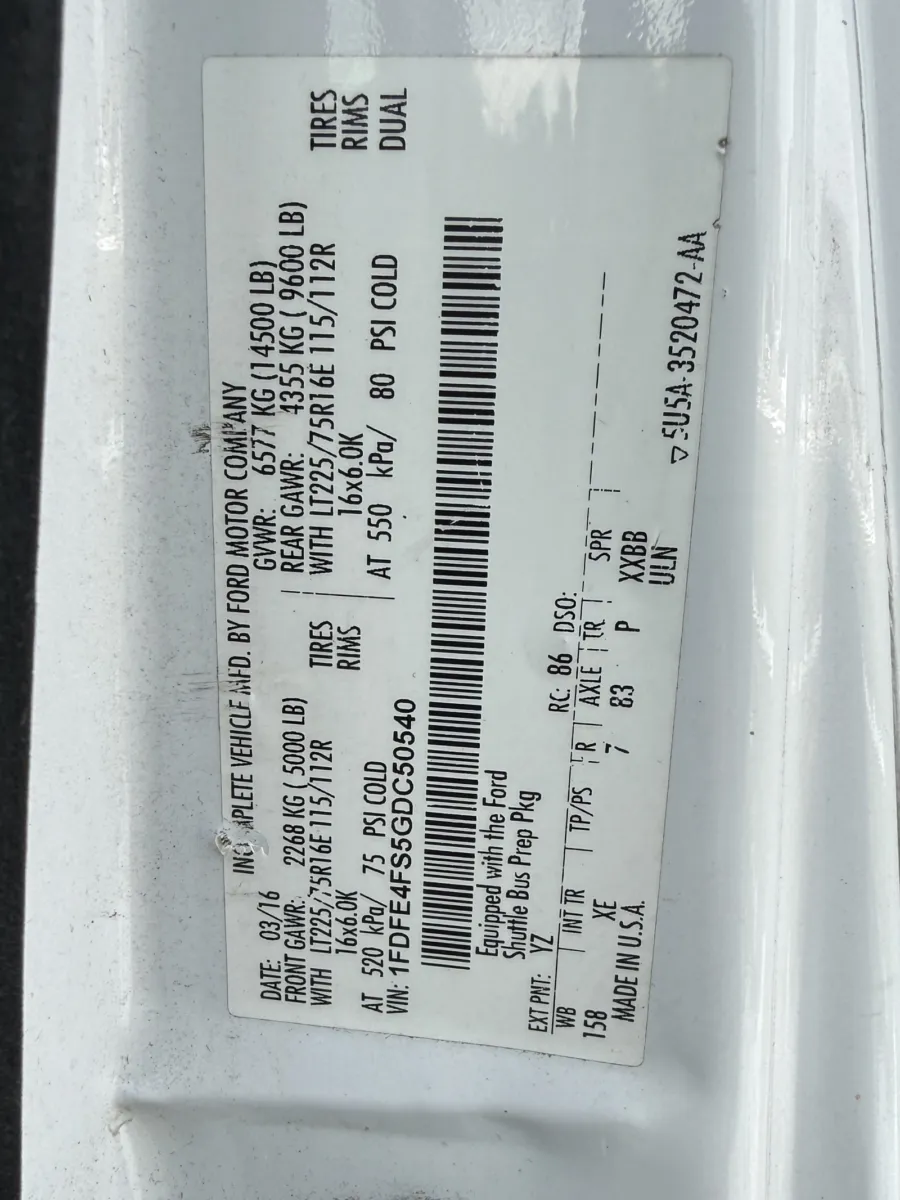 INCOMPLETE VEHICLE MFD. BY FORD MOTOR COMPANY
DATE: 03/16 GVWR: 6577 KG (14500 LB)
FRONT GAWR: 2268 KG ( 5000 LB) REAR GAWR: 4355 KG ( 9600 LB)
WITH LT225/75R16E 115/112R TIRES WITH LT225/75R16E 115/112R TIRES
16x6.0K RIMS 16x6.0K RIMS
AT 520 kPa/ 75 PSI COLD AT 550 kPa/ 80 PSI COLD DUAL
VIN: 1FDFE4FS5GDC50540
Equipped with the Ford
Shuttle Bus Prep Pkg
EXT PNT: YZ RC: 86 DSO:
WB INT TR TP/PS R AXLE TR SPR
158 XE 7 83 P XXBB
MADE IN U.S.A. ULN
▽5U5A-3520472-AA